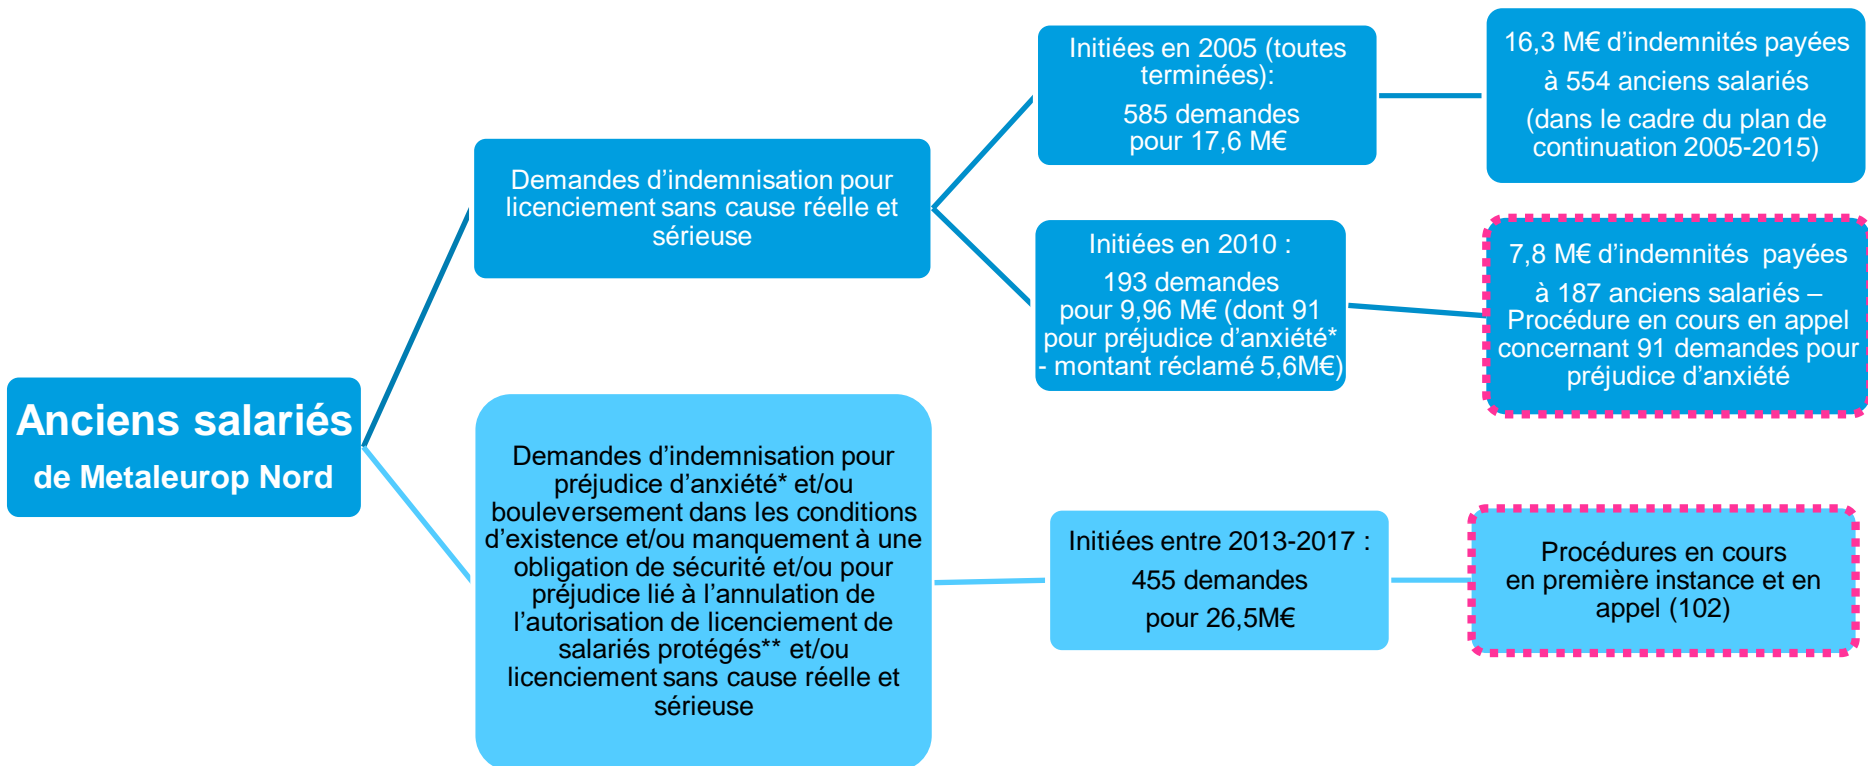 Anciens salariés
de Metaleurop Nord
Demandes d’indemnisation pour
licenciement sans cause réelle et
sérieuse
Initiées en 2005 (toutes
terminées):
585 demandes
pour 17,6 M€
16,3 M€ d’indemnités payées
à 554 anciens salariés
(dans le cadre du plan de
continuation 2005-2015)
Initiées en 2010 :
193 demandes
pour 9,96 M€ (dont 91
pour préjudice d’anxiété*
- montant réclamé 5,6M€)
7,8 M€ d’indemnités payées
à 187 anciens salariés –
Procédure en cours en appel
concernant 91 demandes pour
préjudice d’anxiété
Demandes d’indemnisation pour
préjudice d’anxiété* et/ou
bouleversement dans les conditions
d’existence et/ou manquement à une
obligation de sécurité et/ou pour
préjudice lié à l’annulation de
l’autorisation de licenciement de
salariés protégés** et/ou
licenciement sans cause réelle et
sérieuse
Initiées entre 2013-2017 :
455 demandes
pour 26,5M€
Procédures en cours
en première instance et en
appel (102)